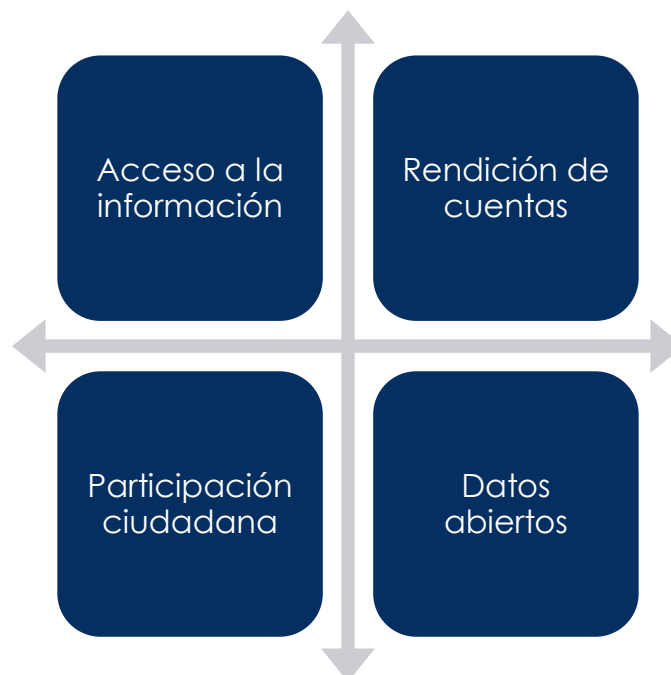 Acceso a la
información
Rendición de
cuentas
Participación
ciudadana
Datos
abiertos